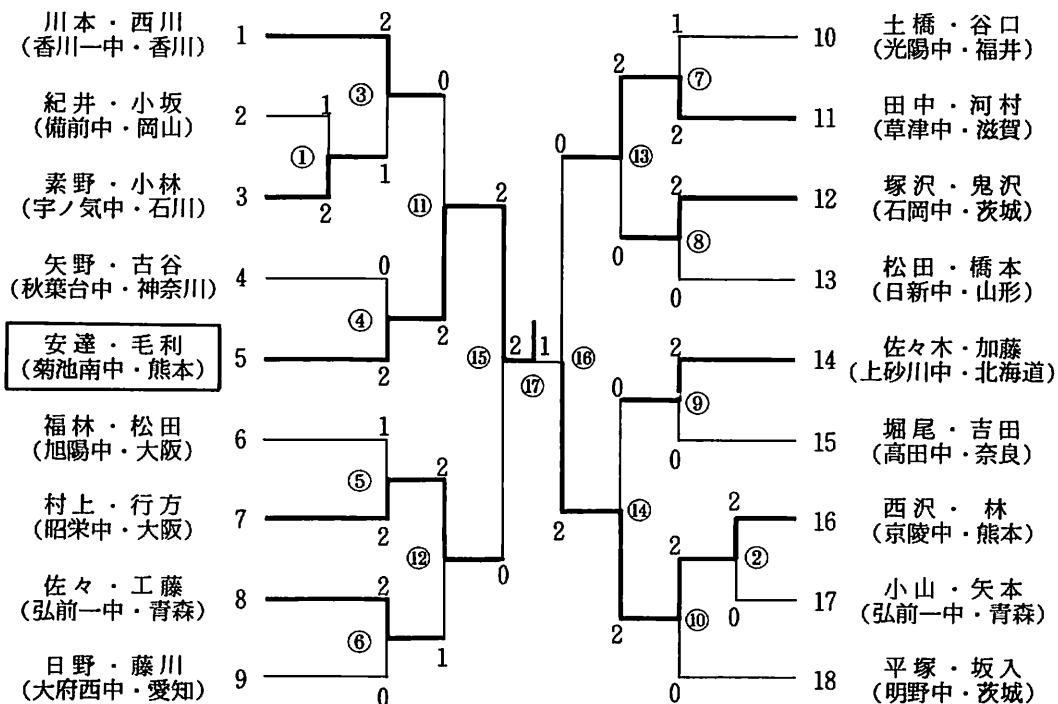 川本・西川
(香川一中・香川)
1
紀井・小坂
(備前中・岡山)
2
素野・小林
(宇ノ気中・石川)
3
矢野・古谷
(秋葉台中・神奈川)
4
安達・毛利
(菊池南中・熊本)
5
福林・松田
(旭陽中・大阪)
6
村上・行方
(昭栄中・大阪)
7
佐々・工藤
(弘前一中・青森)
8
日野・藤川
(大府西中・愛知)
9
2
③
1
1
①
2
0
④
2
1
⑤
2
2
⑥
0
0
⑪
2
2
⑫
1
2
⑮
0
2
1
⑰
0
⑯
2
2
⑬
0
0
⑭
2
1
⑦
2
2
⑧
0
2
⑨
0
2
⑩
0
2
②
0
10
土橋・谷口
(光陽中・福井)
11
田中・河村
(草津中・滋賀)
12
塚沢・鬼沢
(石岡中・茨城)
13
松田・橋本
(日新中・山形)
14
佐々木・加藤
(上砂川中・北海道)
15
堀尾・吉田
(高田中・奈良)
16
西沢・林
(京陵中・熊本)
17
小山・矢本
(弘前一中・青森)
18
平塚・坂入
(明野中・茨城)